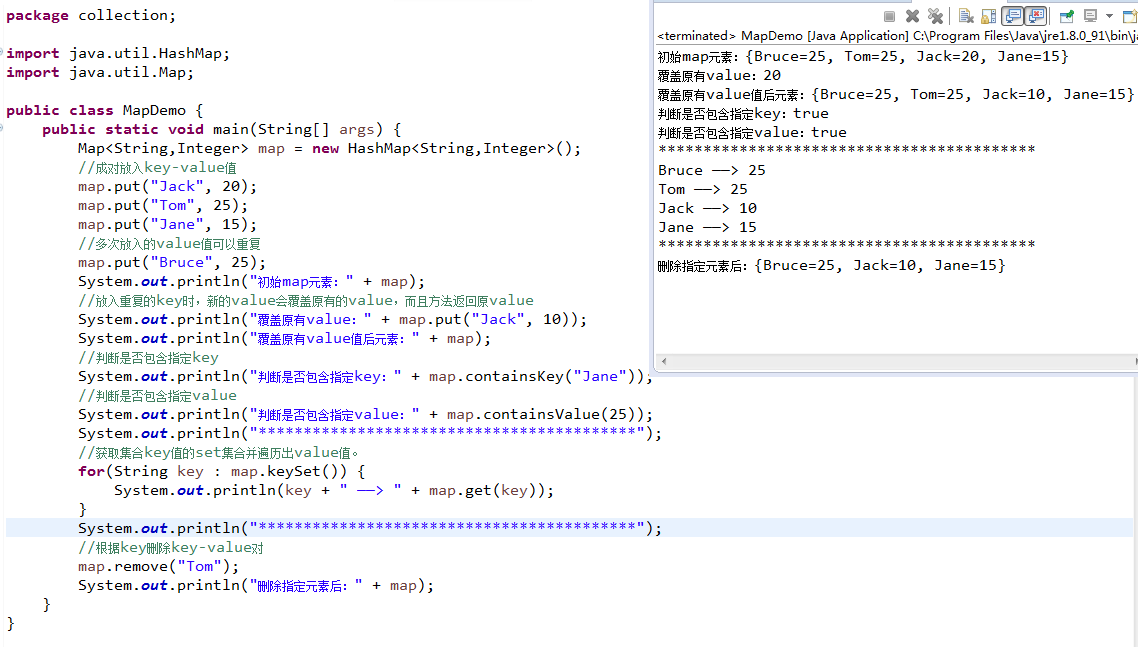 package collection;
import java.util.HashMap;
import java.util.Map;
public class MapDemo {
public static void main(String[] args) {
Map<String,Integer> map = new HashMap<String,Integer>();
//成对放入key-value值
map.put("Jack", 20);
map.put("Tom", 25);
map.put("Jane", 15);
//多次放入的value值可以重复
map.put("Bruce", 25);
System.out.println("初始map元素：" + map);
//放入重复的key时，新的value会覆盖原有的value，而且方法返回原value
System.out.println("覆盖原有value：" + map.put("Jack", 10));
System.out.println("覆盖原有value值后元素：" + map);
//判断是否包含指定key
System.out.println("判断是否包含指定key：" + map.containsKey("Jane"));
//判断是否包含指定value
System.out.println("判断是否包含指定value：" + map.containsValue(25));
System.out.println("******************************************");
//获取集合key值的set集合并遍历出value值。
for(String key : map.keySet()) {
System.out.println(key + " ——> " + map.get(key));
}
System.out.println("******************************************");
//根据key删除key-value对
map.remove("Tom");
System.out.println("删除指定元素后：" + map);
}
}
<terminated> MapDemo [Java Application] C:\Program Files\Java\jre1.8.0_91\bin\
初始map元素：{Bruce=25, Tom=25, Jack=20, Jane=15}
覆盖原有value：20
覆盖原有value值后元素：{Bruce=25, Tom=25, Jack=10, Jane=15}
判断是否包含指定key：true
判断是否包含指定value：true
******************************************
Bruce ——> 25
Tom ——> 25
Jack ——> 10
Jane ——> 15
******************************************
删除指定元素后：{Bruce=25, Jack=10, Jane=15}